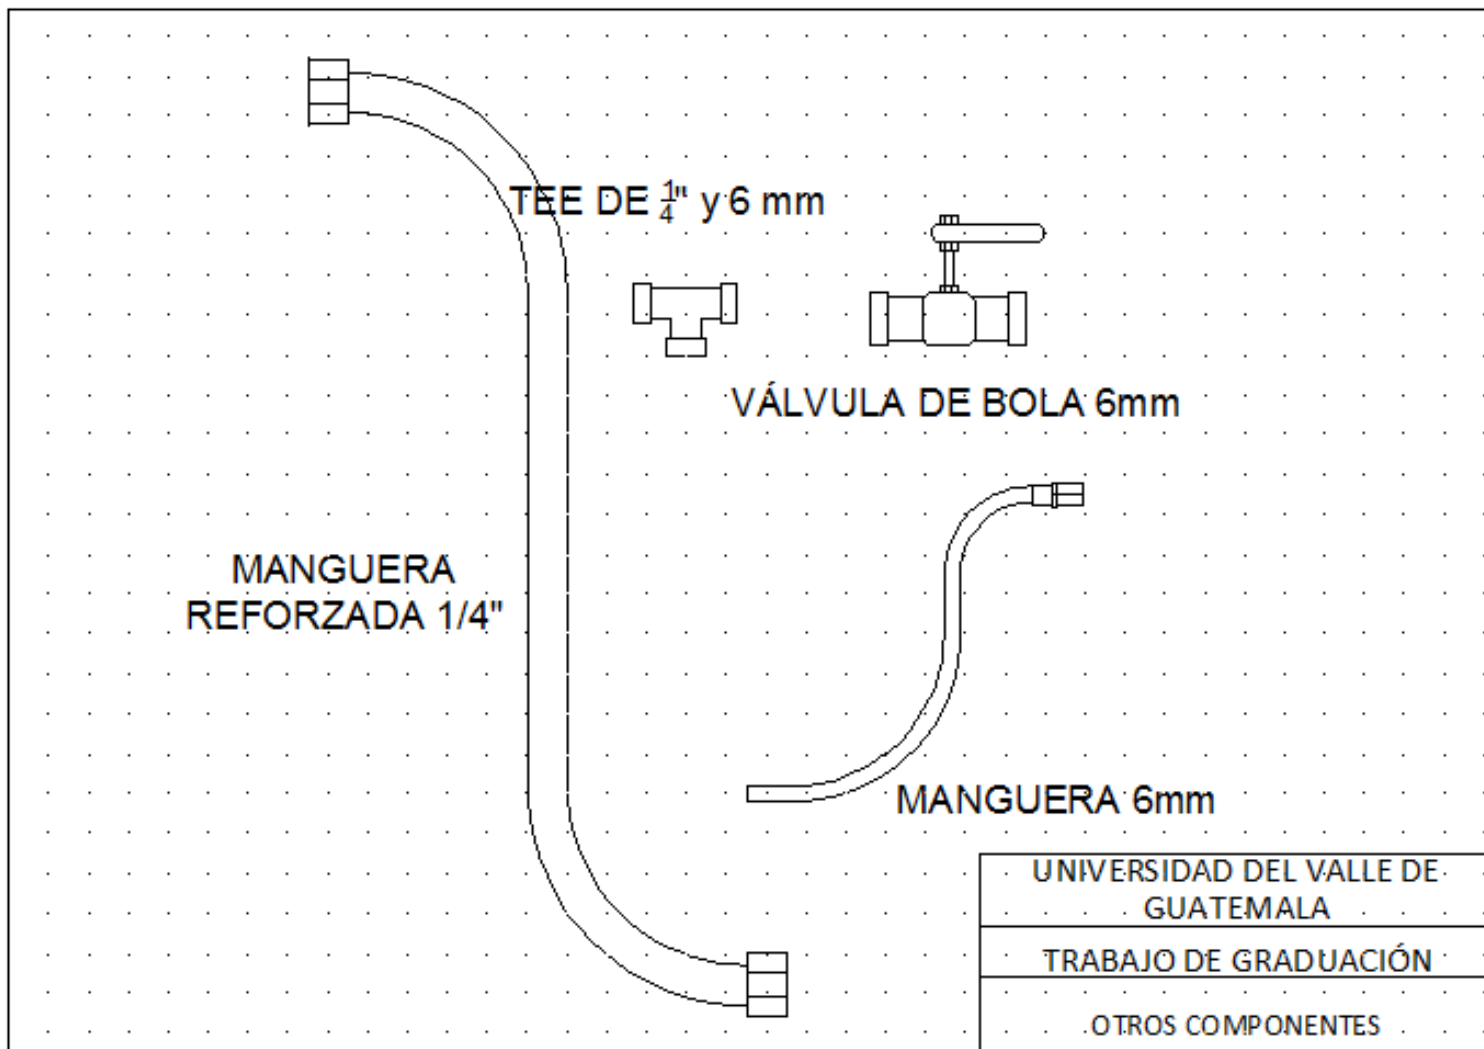 TEE DE 1/4" y 6 mm
VÁLVULA DE BOLA 6mm
MANGUERA
REFORZADA 1/4"
MANGUERA 6mm
UNIVERSIDAD DEL VALLE DE
GUATEMALA
TRABAJO DE GRADUACIÓN
OTROS COMPONENTES